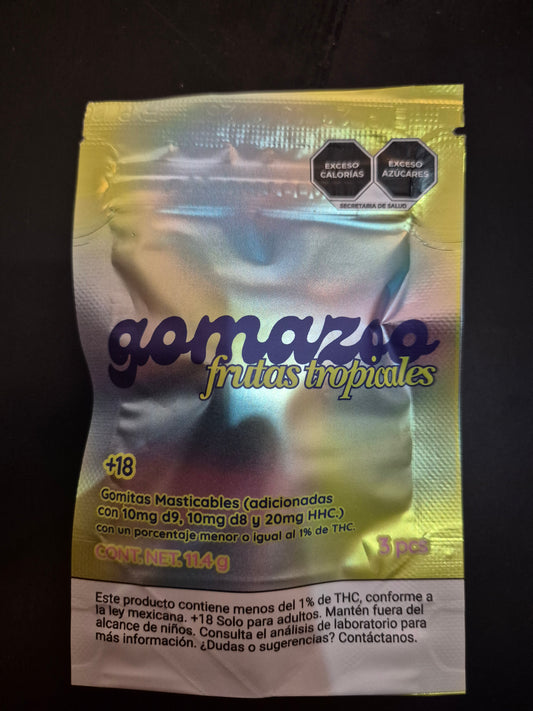 EXCESO
CALORÍAS
EXCESO
AZÚCARES
SECRETARÍA DE SALUD
gomazoo
frutas tropicales
+18
Gomitas Masticables (adicionadas
con 10mg d9, 10mg d8 y 20mg HHC.)
con un porcentaje menor o igual al 1% de THC.
CONT. NET. 11.4 g
3 pcs
Este producto contiene menos del 1% de THC, conforme a
la ley mexicana. +18 Solo para adultos. Mantén fuera del
alcance de niños. Consulta el análisis de laboratorio para
más información. ¿Dudas o sugerencias? Contáctanos.